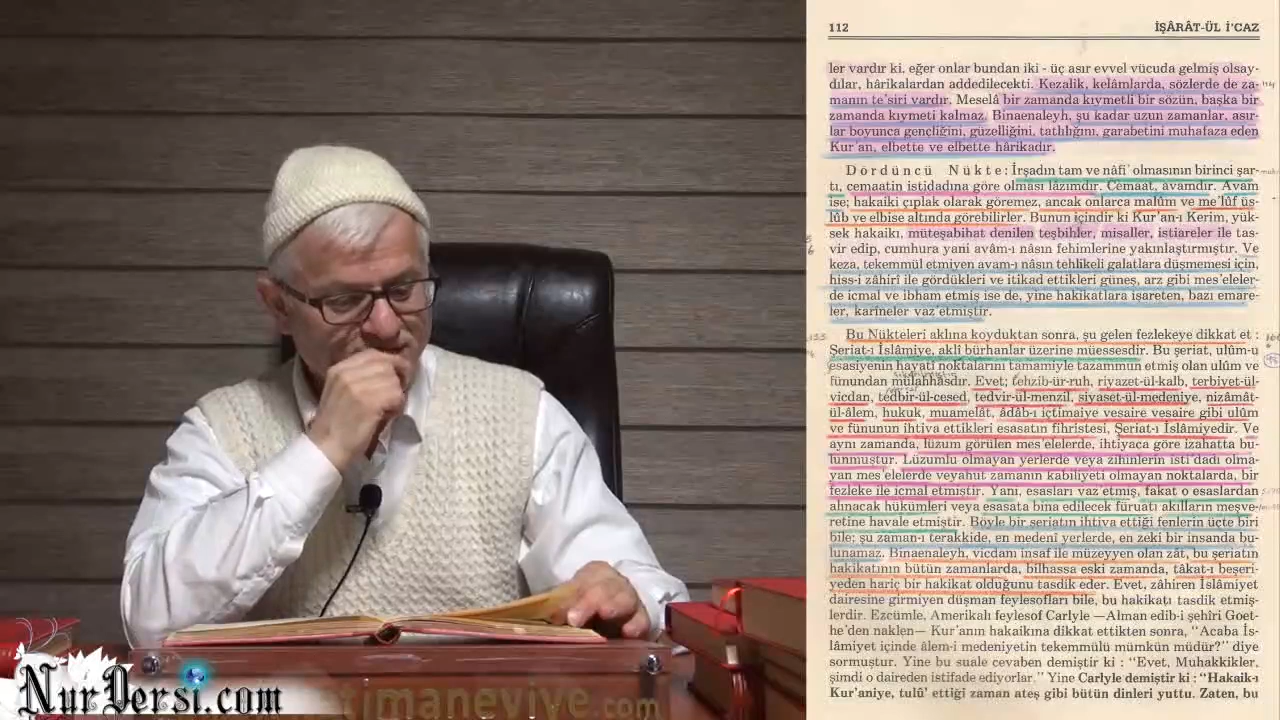 112
İŞÂRÂT-ÜL İ'CAZ
ler vardır ki, eğer onlar bundan iki - üç asır evvel vücuda gelmiş olsay-
dılar, hârikalardan addedilecekti. Kezalik, kelâmlarda, sözlerde de za-
manın te'siri vardır. Meselâ bir zamanda kıymetli bir sözün, başka bir
zamanda kıymeti kalmaz. Binaenaleyh, şu kadar uzun zamanlar, asır-
lar boyunca gençliğini, güzelliğini, tatlılığını, garabetini muhafaza eden
Kur'an, elbette ve elbette hârikadır.
Dördüncü Nükte: İrşadın tam ve nâfi' olmasının birinci şar-
tı, cemaatin istidadına göre olması lâzımdır. Cemaat, avamdır. Avam
ise; hakaiki çıplak olarak göremez, ancak onlarca malûm ve me'lûf üs-
lûb ve elbise altında görebilirler. Bunun içindir ki Kur'an-ı Kerim, yük-
sek hakaikı, müteşabihat denilen teşbihler, misaller, istiareler ile tas-
vir edip, cumhura yani avâm-ı nâsın fehimlerine yakınlaştırmıştır. Ve
keza, tekemmül etmiyen avam-ı nâsın tehlikeli galatlara düşmemesi için,
hiss-i zâhirî ile gördükleri ve itikad ettikleri güneş, arz gibi mes'eleler-
de icmal ve ibham etmiş ise de, yine hakikatlara işareten, bazı emare-
ler, karîneler vaz'etmiştir.
Bu Nükteleri aklına koyduktan sonra, şu gelen fezlekeye dikkat et :
Şeriat-ı İslâmiye, aklî bürhanlar üzerine müessesdir. Bu şeriat, ulûm-u
esasiyenin hayatî noktalarını tamamiyle tazammun etmiş olan ulûm ve
fünundan mülahhasdır. Evet; tehzib-ür-ruh, riyazet-ül-kalb, terbiyet-ül-
vicdan, tedbir-ül-cesed, tedvir-ül-menzil, siyaset-ül-medeniye, nizâmât-
ül-âlem, hukuk, muamelât, âdâb-ı içtimaiye vesaire vesaire gibi ulûm
ve fünunun ihtiva ettikleri esasatın fihristesi, Şeriat-ı İslâmiyedir. Ve
aynı zamanda, lüzum görülen mes'elelerde, ihtiyaca göre izahatta bu-
lunmuştur. Lüzumlu olmayan yerlerde veya zihinlerin isti'dadı olma-
yan mes'elelerde veyahut zamanın kabiliyeti olmayan noktalarda, bir
fezleke ile icmal etmiştir. Yani, esasları vaz etmiş, fakat o esaslardan
alınacak hükümleri veya esasata bina edilecek füruatı akılların meşve-
retine havale etmiştir. Böyle bir şeriatın ihtiva ettiği fenlerin üçte biri
bile; şu zaman-ı terakkide, en medenî yerlerde, en zeki bir insanda bu-
lunamaz. Binaenaleyh, vicdanı insaf ile müzeyyen olan zât, bu şeriatın
hakikatının bütün zamanlarda, bilhassa eski zamanda, tâkat-ı beşeri-
yeden hariç bir hakikat olduğunu tasdik eder. Evet, zâhiren İslâmiyet
dairesine girmiyen düşman feylesofları bile, bu hakikatı tasdik etmiş-
lerdir. Ezcümle, Amerikalı feylesof Carlyle —Alman edib-i şehîri Goet-
he'den naklen— Kur'anın hakaikına dikkat ettikten sonra, "Acaba İs-
lâmiyet içinde âlem-i medeniyetin tekemmülü mümkün müdür?" diye
sormuştur. Yine bu suale cevaben demiştir ki : "Evet, Muhakkikler,
şimdi o daireden istifade ediyorlar." Yine Carlyle demiştir ki : "Hakaik-ı
Kur'aniye, tulû' ettiği zaman ateş gibi bütün dinleri yuttu. Zaten, bu
NurDersi.com
timanevive.com